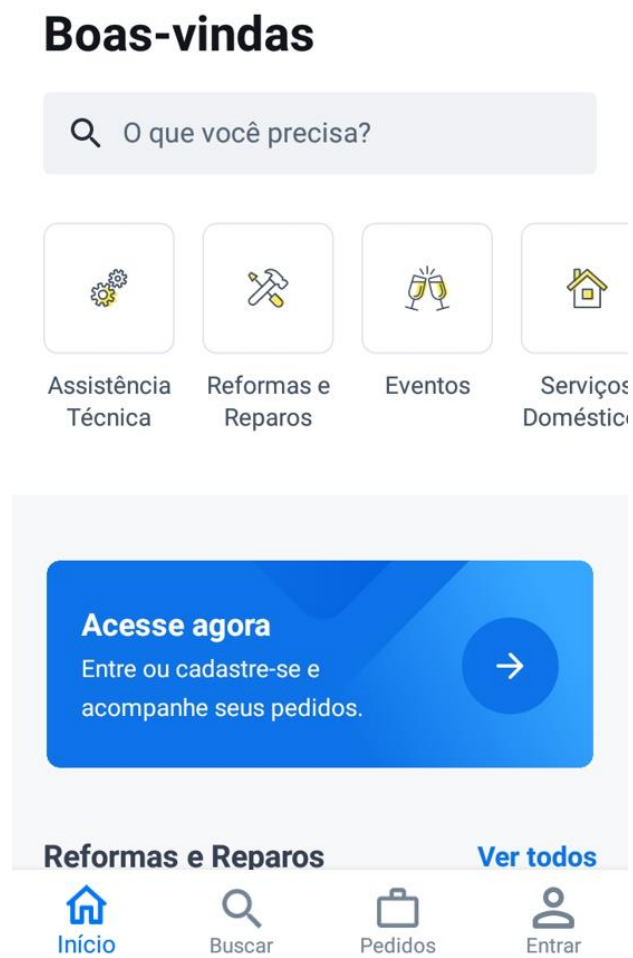 Boas-vindas
O que você precisa?
Assistência Técnica
Reformas e Reparos
Eventos
Serviços
Acesse agora
Entre ou cadastre-se e
acompanhe seus pedidos.
Reformas e Reparos
Ver todos
Início
Buscar
Pedidos
Entrar